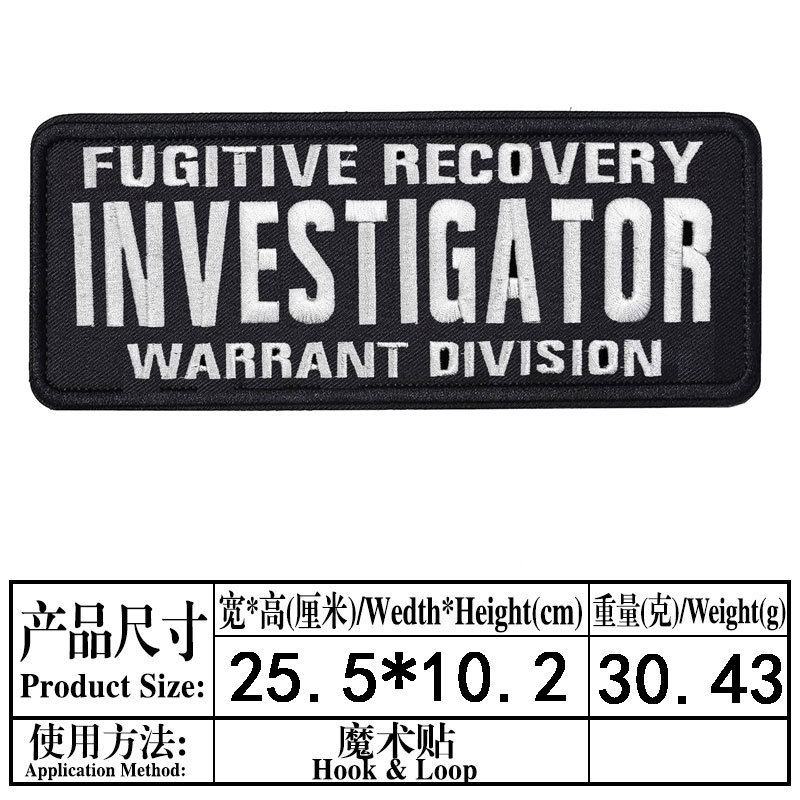 FUGITIVE RECOVERY
INVESTIGATOR
WARRANT DIVISION
产品尺寸
Product Size:
宽*高(厘米)/Wedth*Height(cm)
重量(克)/Weight(g)
25.5*10.2
30.43
使用方法:
Application Method:
魔术贴
Hook & Loop